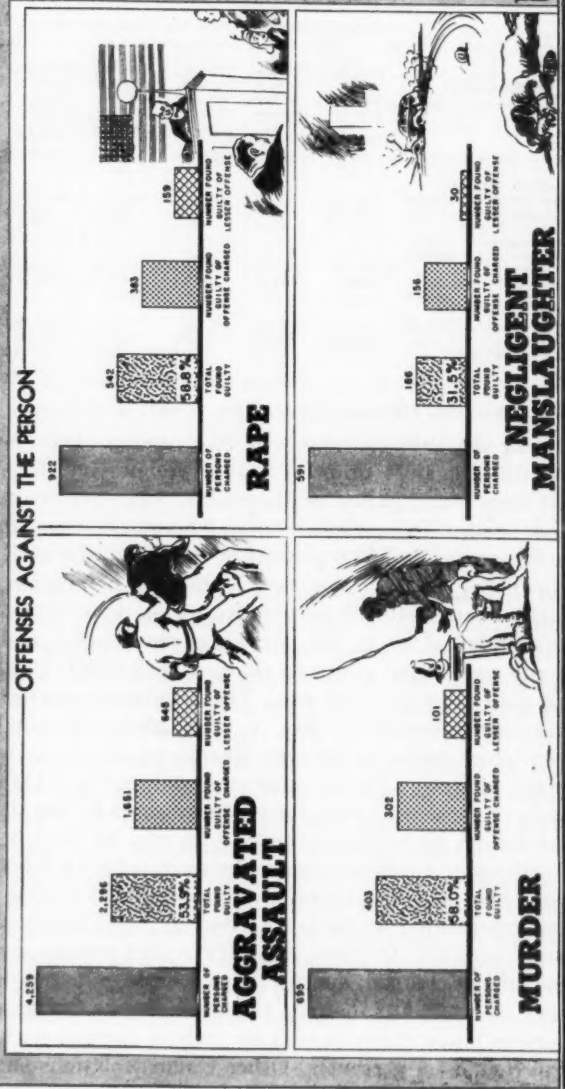 OFFENSES AGAINST THE PERSON
4,259
2,296
1,651
645
53.9%
NUMBER OF
PERSONS
CHARGED
TOTAL
FOUND
GUILTY
NUMBER FOUND
GUILTY OF
OFFENSE CHARGED
NUMBER FOUND
GUILTY OF
LESSER OFFENSE
AGGRAVATED
ASSAULT
922
542
383
159
58.8%
NUMBER OF
PERSONS
CHARGED
TOTAL
FOUND
GUILTY
NUMBER FOUND
GUILTY OF
OFFENSE CHARGED
NUMBER FOUND
GUILTY OF
LESSER OFFENSE
RAPE
403
302
101
68.0%
NUMBER OF
PERSONS
CHARGED
TOTAL
FOUND
GUILTY
NUMBER FOUND
GUILTY OF
OFFENSE CHARGED
NUMBER FOUND
GUILTY OF
LESSER OFFENSE
MURDER
591
186
156
30
31.5%
NUMBER OF
PERSONS
CHARGED
TOTAL
FOUND
GUILTY
NUMBER FOUND
GUILTY OF
OFFENSE CHARGED
NUMBER FOUND
GUILTY OF
LESSER OFFENSE
NEGLIGENT
MANSLAUGHTER